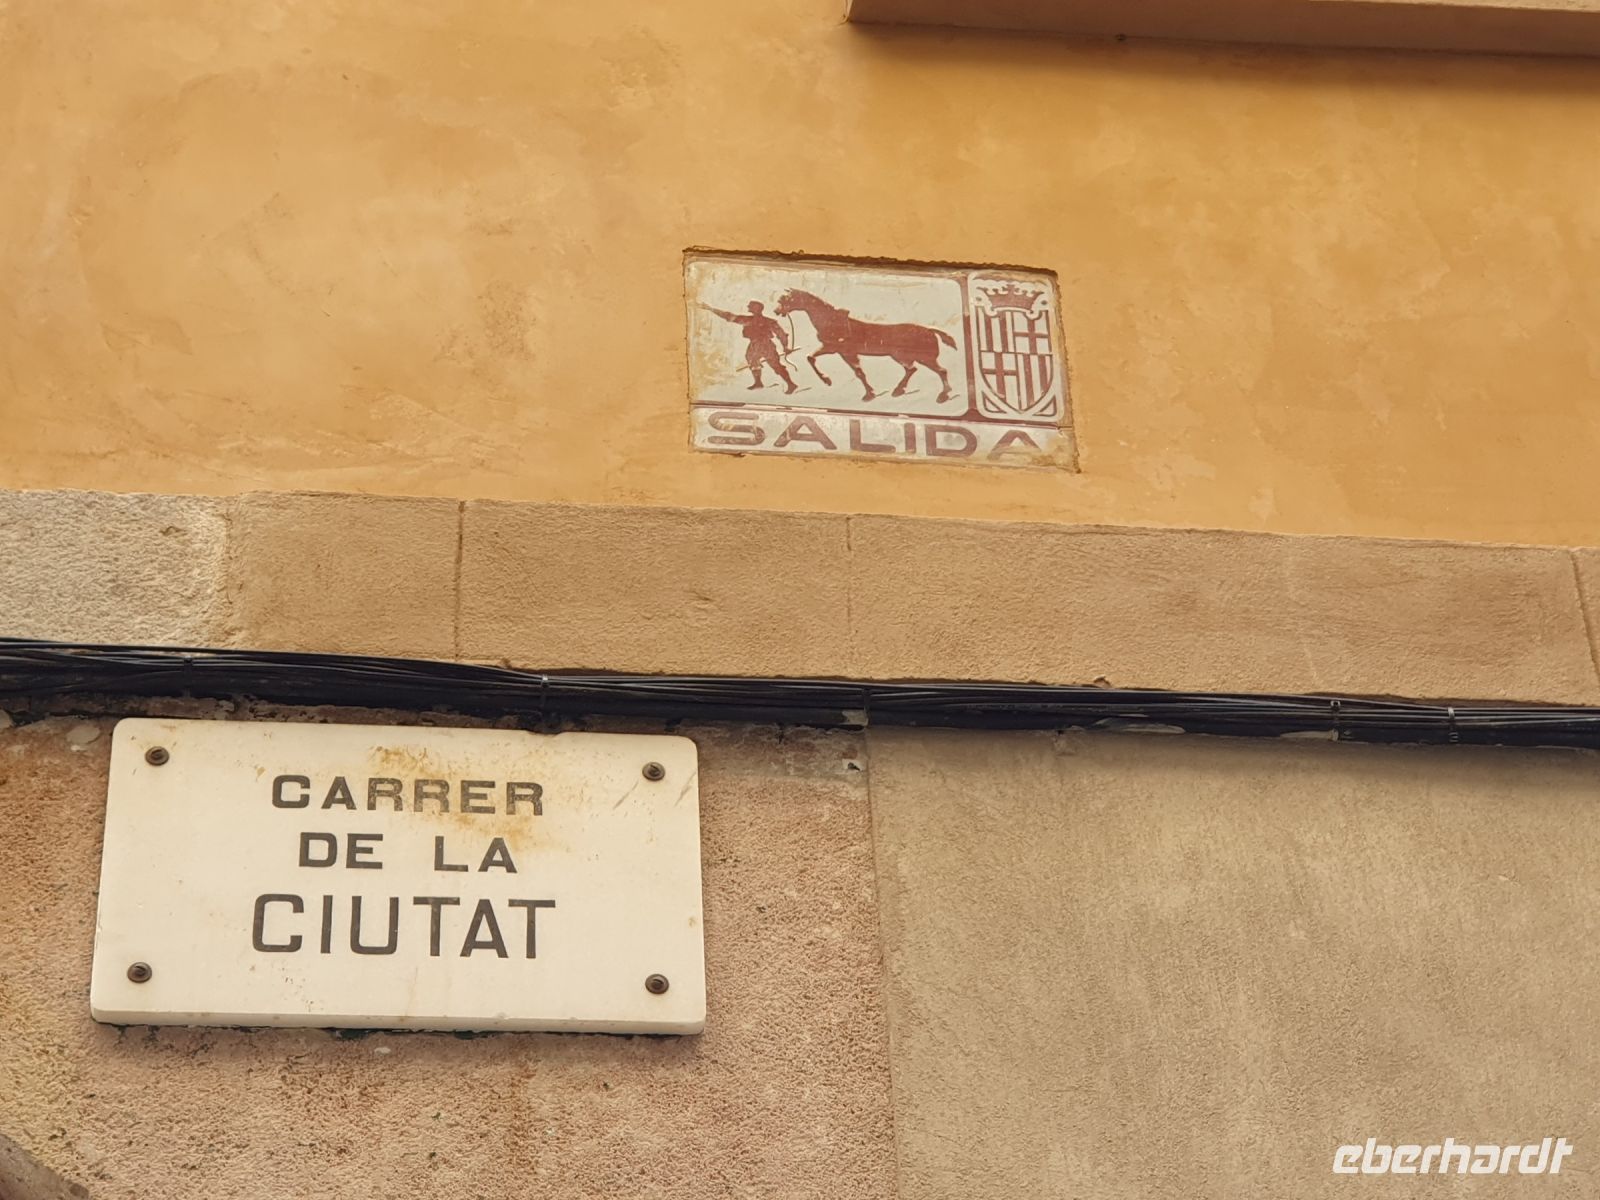 SALIDA
CARRER
DE LA
CIUTAT
eberhardt